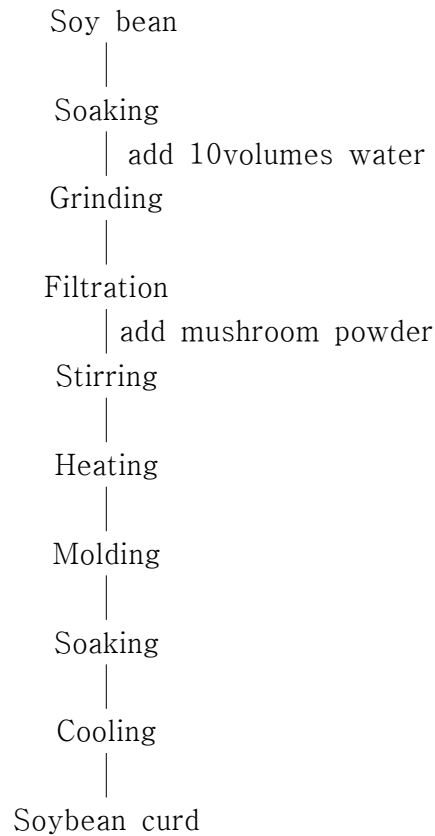 Soy bean
Soaking
add 10volumes water
Grinding
Filtration
add mushroom powder
Stirring
Heating
Molding
Soaking
Cooling
Soybean curd